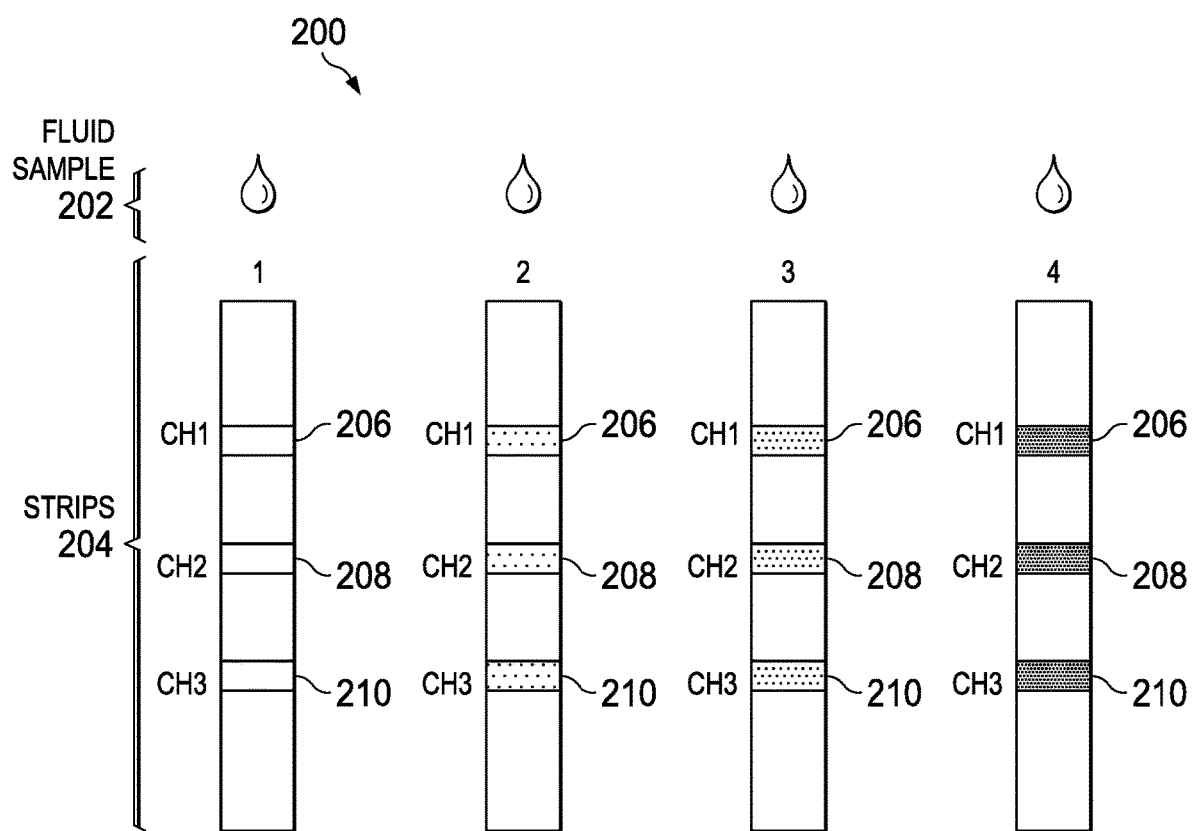 200
FLUID
SAMPLE
202
1 2 3 4
CH1 206 CH1 206 CH1 206 CH1 206
STRIPS
204
CH2 208 CH2 208 CH2 208 CH2 208
CH3 210 CH3 210 CH3 210 CH3 210